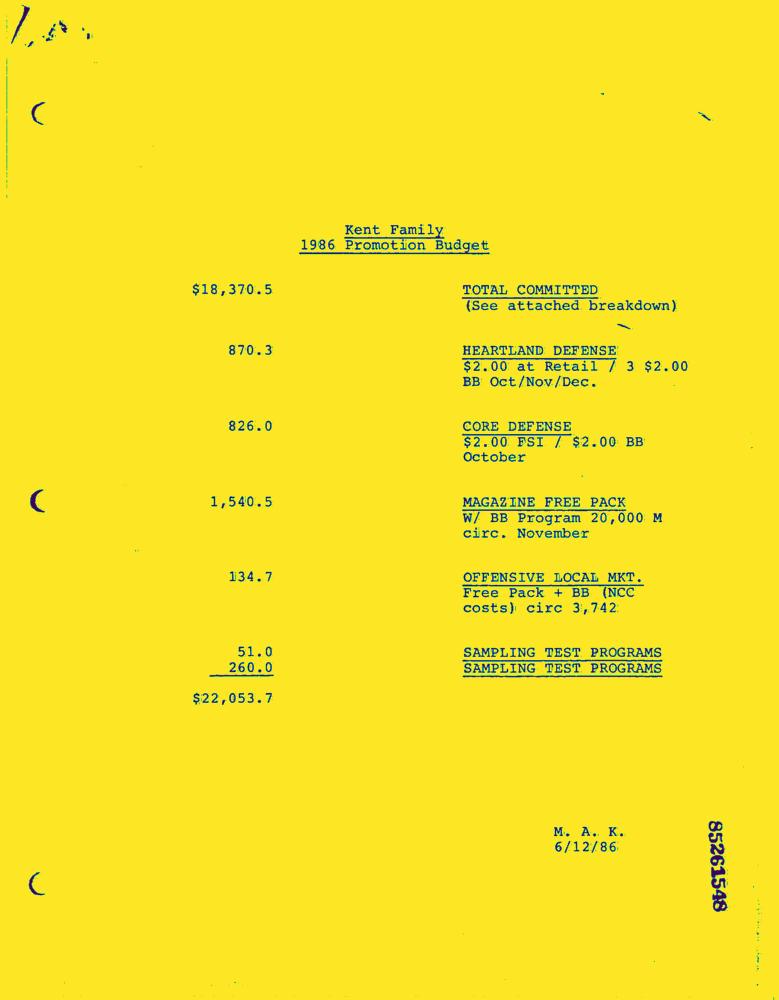 Kent Family
1986 Promotion Budget
$18,370.5 TOTAL COMMITTED
(See attached breakdown)
870.3 HEARTLAND DEFENSE
$2.00 at Retail / 3 $2.00
BB Oct/Nov/Dec.
826.0 CORE DEFENSE
$2.00 FSI / $2.00 BB
October
1,540.5 MAGAZINE FREE PACK
W/ BB Program 20,000 M
circ. November
134.7 OFFENSIVE LOCAL MKT.
Free Pack + BB (NCC
costs) circ 3,742
51.0 SAMPLING TEST PROGRAMS
260.0 SAMPLING TEST PROGRAMS
$22,053.7
M. A. K.
6/12/86
85261548